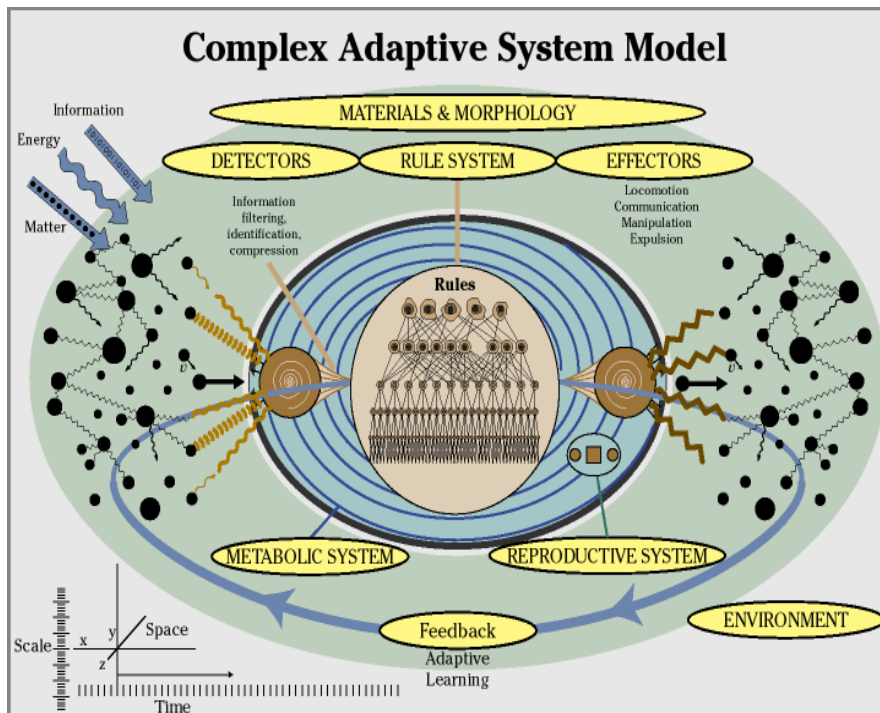 Complex Adaptive System Model
Information
Energy
Matter
MATERIALS & MORPHOLOGY
DETECTORS
RULE SYSTEM
EFFECTORS
Information
filtering,
identification,
compression
Locomotion
Communication
Manipulation
Expulsion
Rules
v
v
v
METABOLIC SYSTEM
REPRODUCTIVE SYSTEM
ENVIRONMENT
Feedback
Adaptive
Learning
Scale
x
y
z
Space
Time